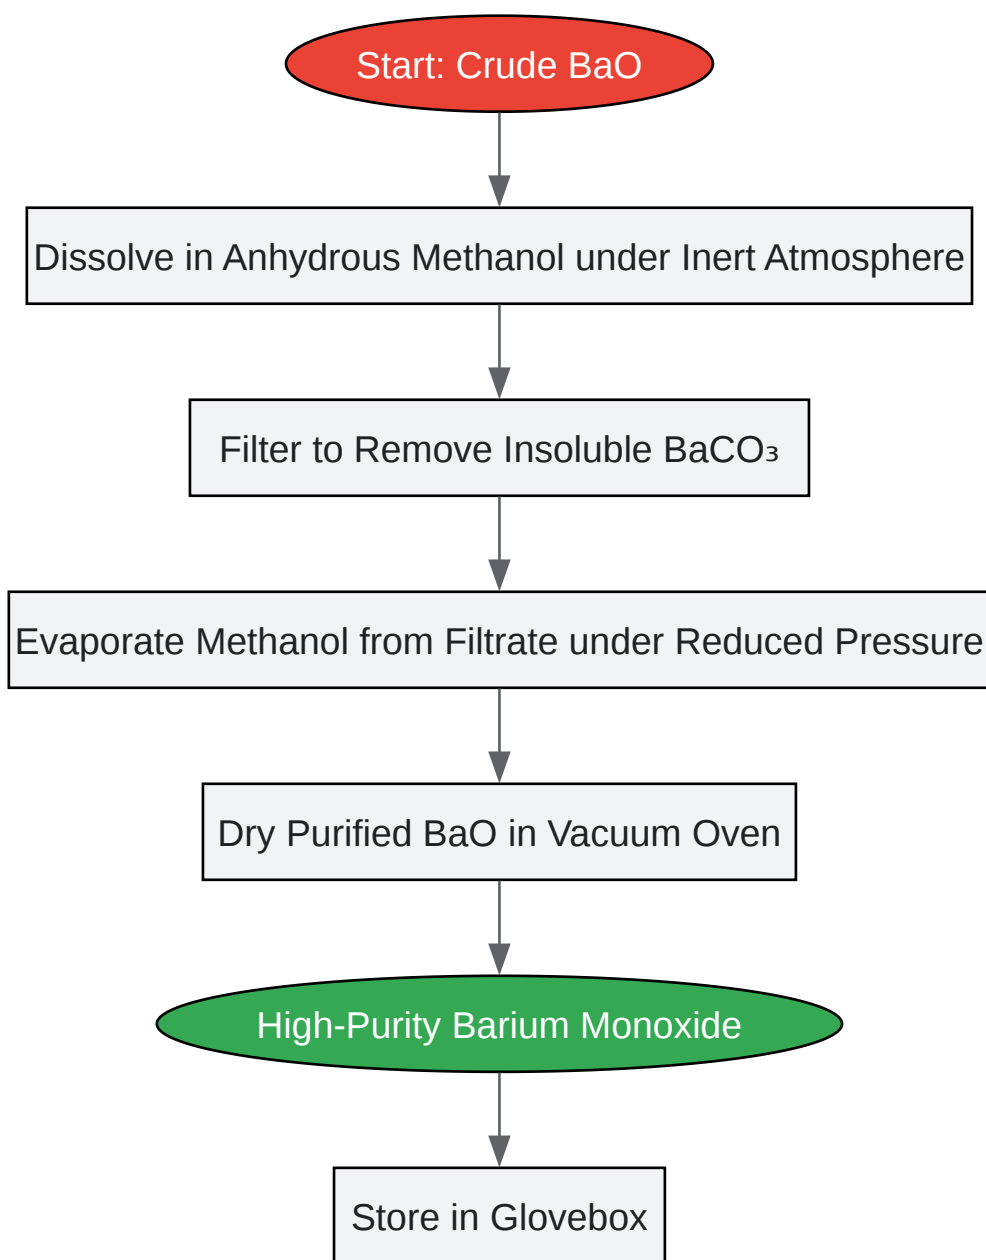 Start: Crude BaO
Dissolve in Anhydrous Methanol under Inert Atmosphere
Filter to Remove Insoluble BaCO₃
Evaporate Methanol from Filtrate under Reduced Pressure
Dry Purified BaO in Vacuum Oven
High-Purity Barium Monoxide
Store in Glovebox